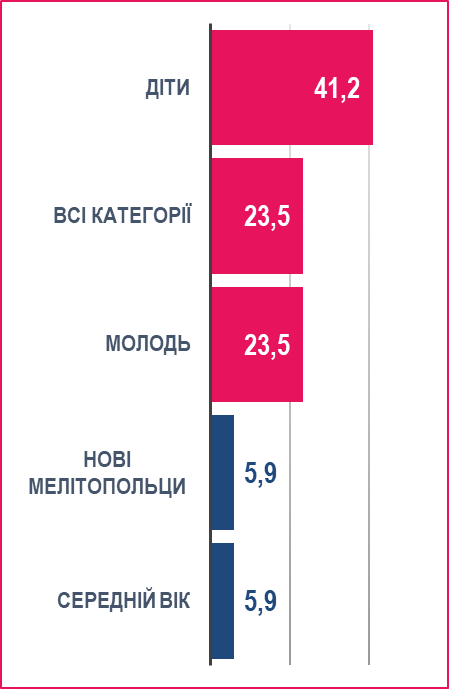 ДІТИ
41,2
ВСІ КАТЕГОРІЇ
23,5
МОЛОДЬ
23,5
НОВІ
МЕЛІТОПОЛЬЦИ
5,9
СЕРЕДНІЙ ВІК
5,9